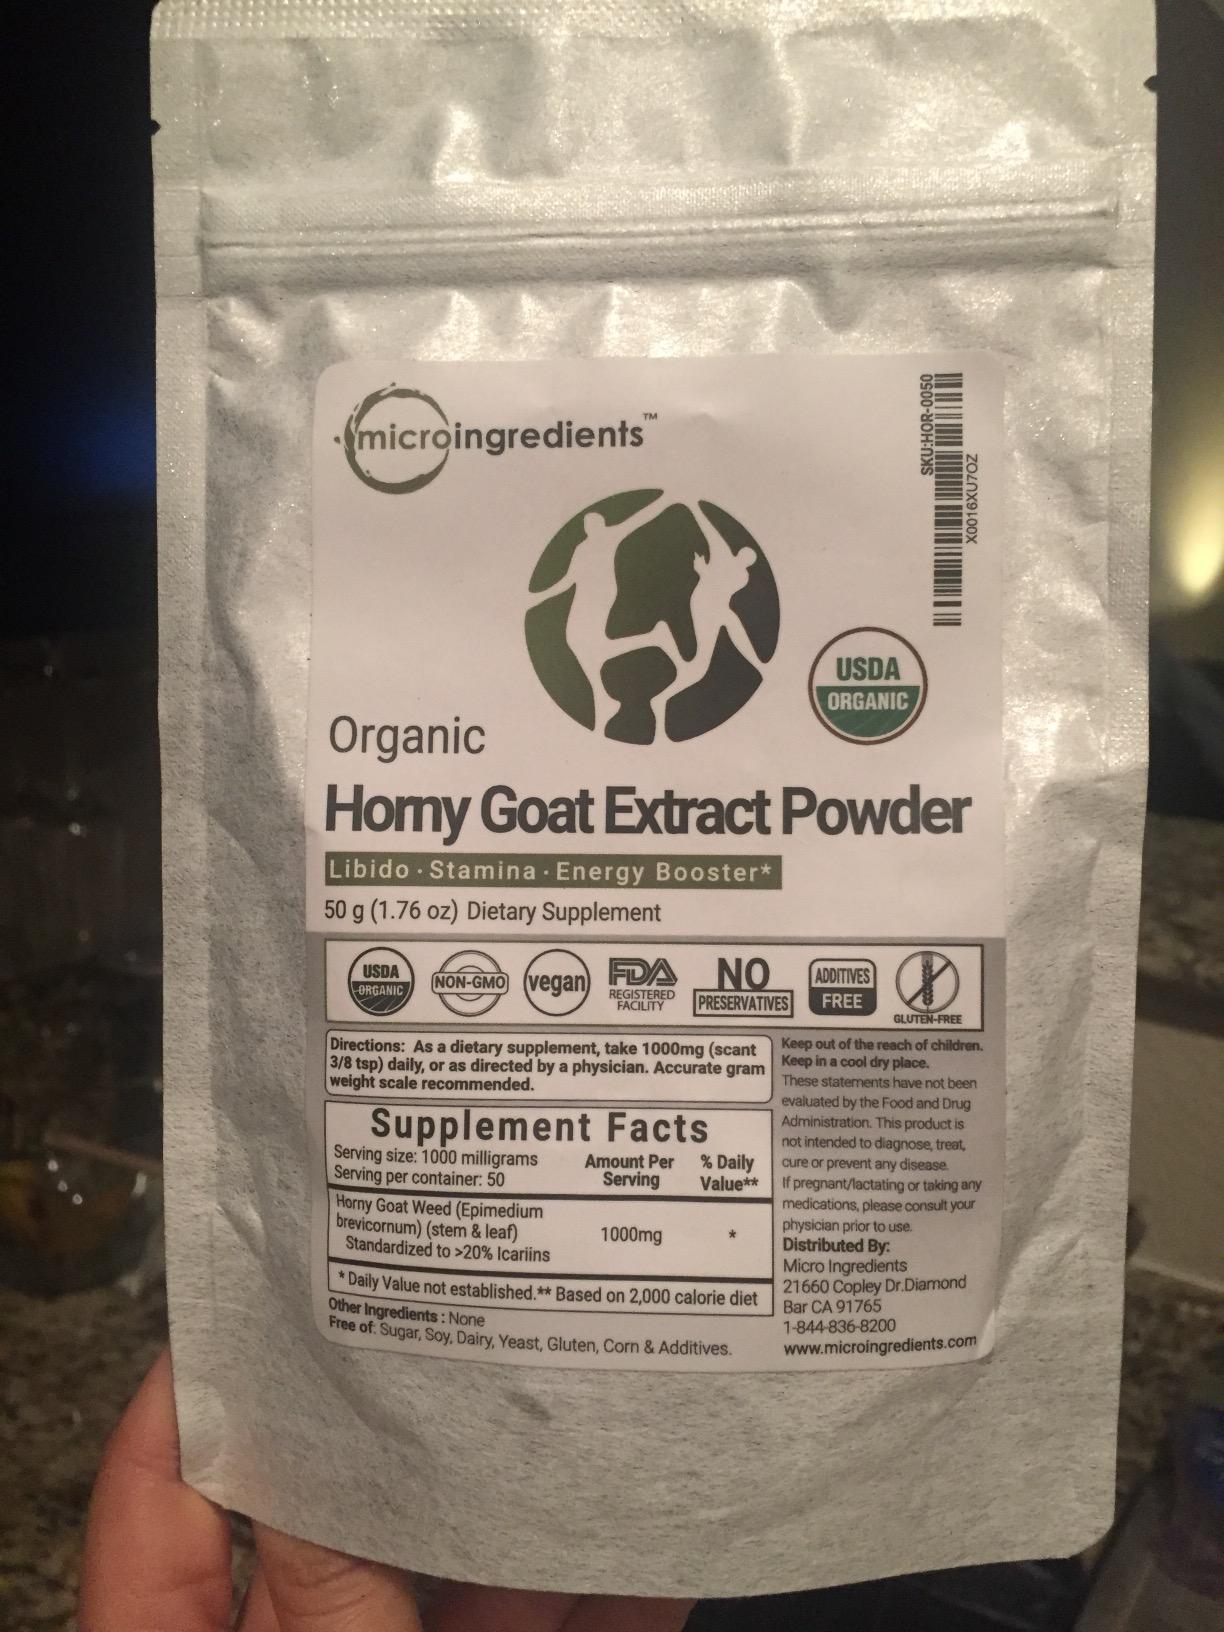 microingredients™
SKU:HOR-0050
X0016XU7OZ
USDA
ORGANIC
Organic
Horny Goat Extract Powder
Libido · Stamina · Energy Booster*
50 g (1.76 oz) Dietary Supplement
USDA
ORGANIC
NON-GMO
vegan
FDA
REGISTERED
FACILITY
NO
PRESERVATIVES
ADDITIVES
FREE
GLUTEN-FREE
Directions: As a dietary supplement, take 1000mg (scant
3/8 tsp) daily, or as directed by a physician. Accurate gram
weight scale recommended.
Supplement Facts
Serving size: 1000 milligrams
Serving per container: 50
Amount Per
Serving
% Daily
Value**
Horny Goat Weed (Epimedium
brevicornum) (stem & leaf)
Standardized to >20% Icariins
1000mg
*
* Daily Value not established.** Based on 2,000 calorie diet
Other Ingredients : None
Free of: Sugar, Soy, Dairy, Yeast, Gluten, Corn & Additives.
Keep out of the reach of children.
Keep in a cool dry place.
These statements have not been
evaluated by the Food and Drug
Administration. This product is
not intended to diagnose, treat,
cure or prevent any disease.
If pregnant/lactating or taking any
medications, please consult your
physician prior to use.
Distributed By:
Micro Ingredients
21660 Copley Dr.Diamond
Bar CA 91765
1-844-836-8200
www.microingredients.com